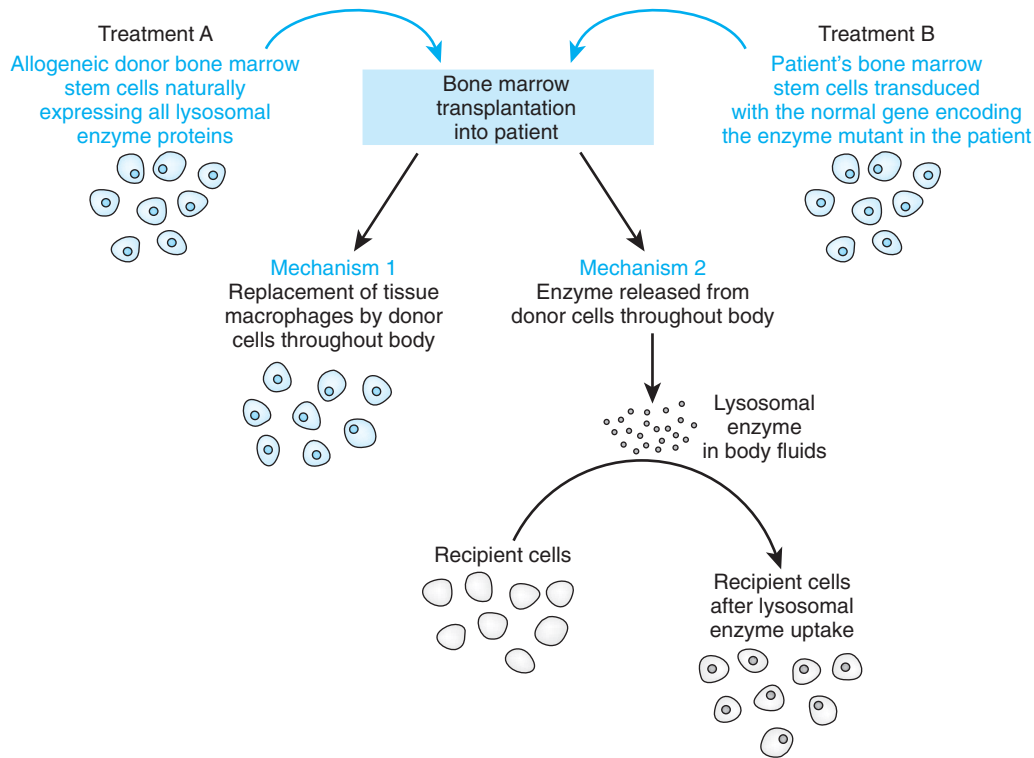 Treatment A
Allogeneic donor bone marrow
stem cells naturally
expressing all lysosomal
enzyme proteins
Bone marrow
transplantation
into patient
Treatment B
Patient's bone marrow
stem cells transduced
with the normal gene encoding
the enzyme mutant in the patient
Mechanism 1
Replacement of tissue
macrophages by donor
cells throughout body
Mechanism 2
Enzyme released from
donor cells throughout body
Lysosomal
enzyme
in body fluids
Recipient cells
Recipient cells
after lysosomal
enzyme uptake